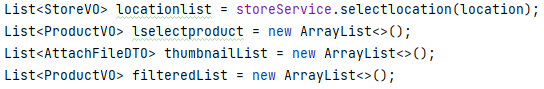 List<StoreVO> locationlist = storeService.selectlocation(location);
List<ProductVO> lselectproduct = new ArrayList<>();
List<AttachFileDTO> thumbnailList = new ArrayList<>();
List<ProductVO> filteredList = new ArrayList<>();